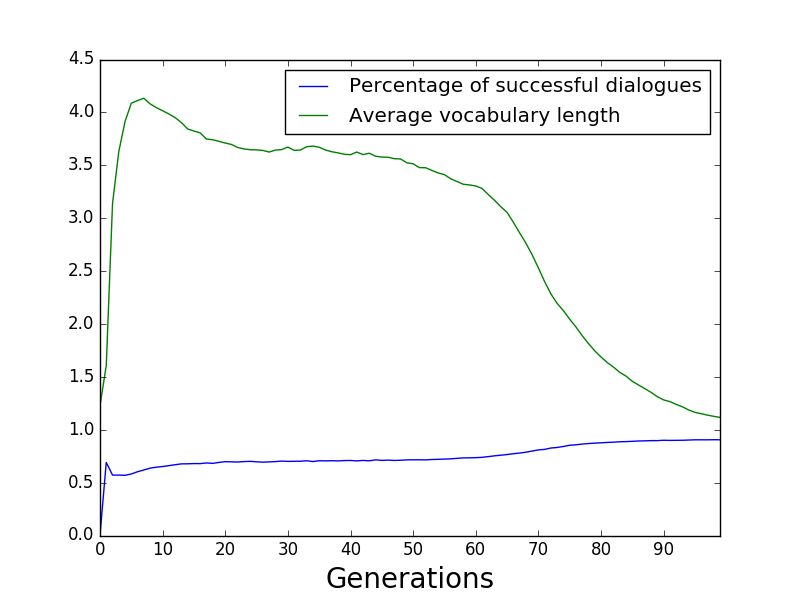 4.5
4.0
3.5
3.0
2.5
2.0
1.5
1.0
0.5
0.0
Percentage of successful dialogues
Average vocabulary length
0 10 20 30 40 50 60 70 80 90
Generations